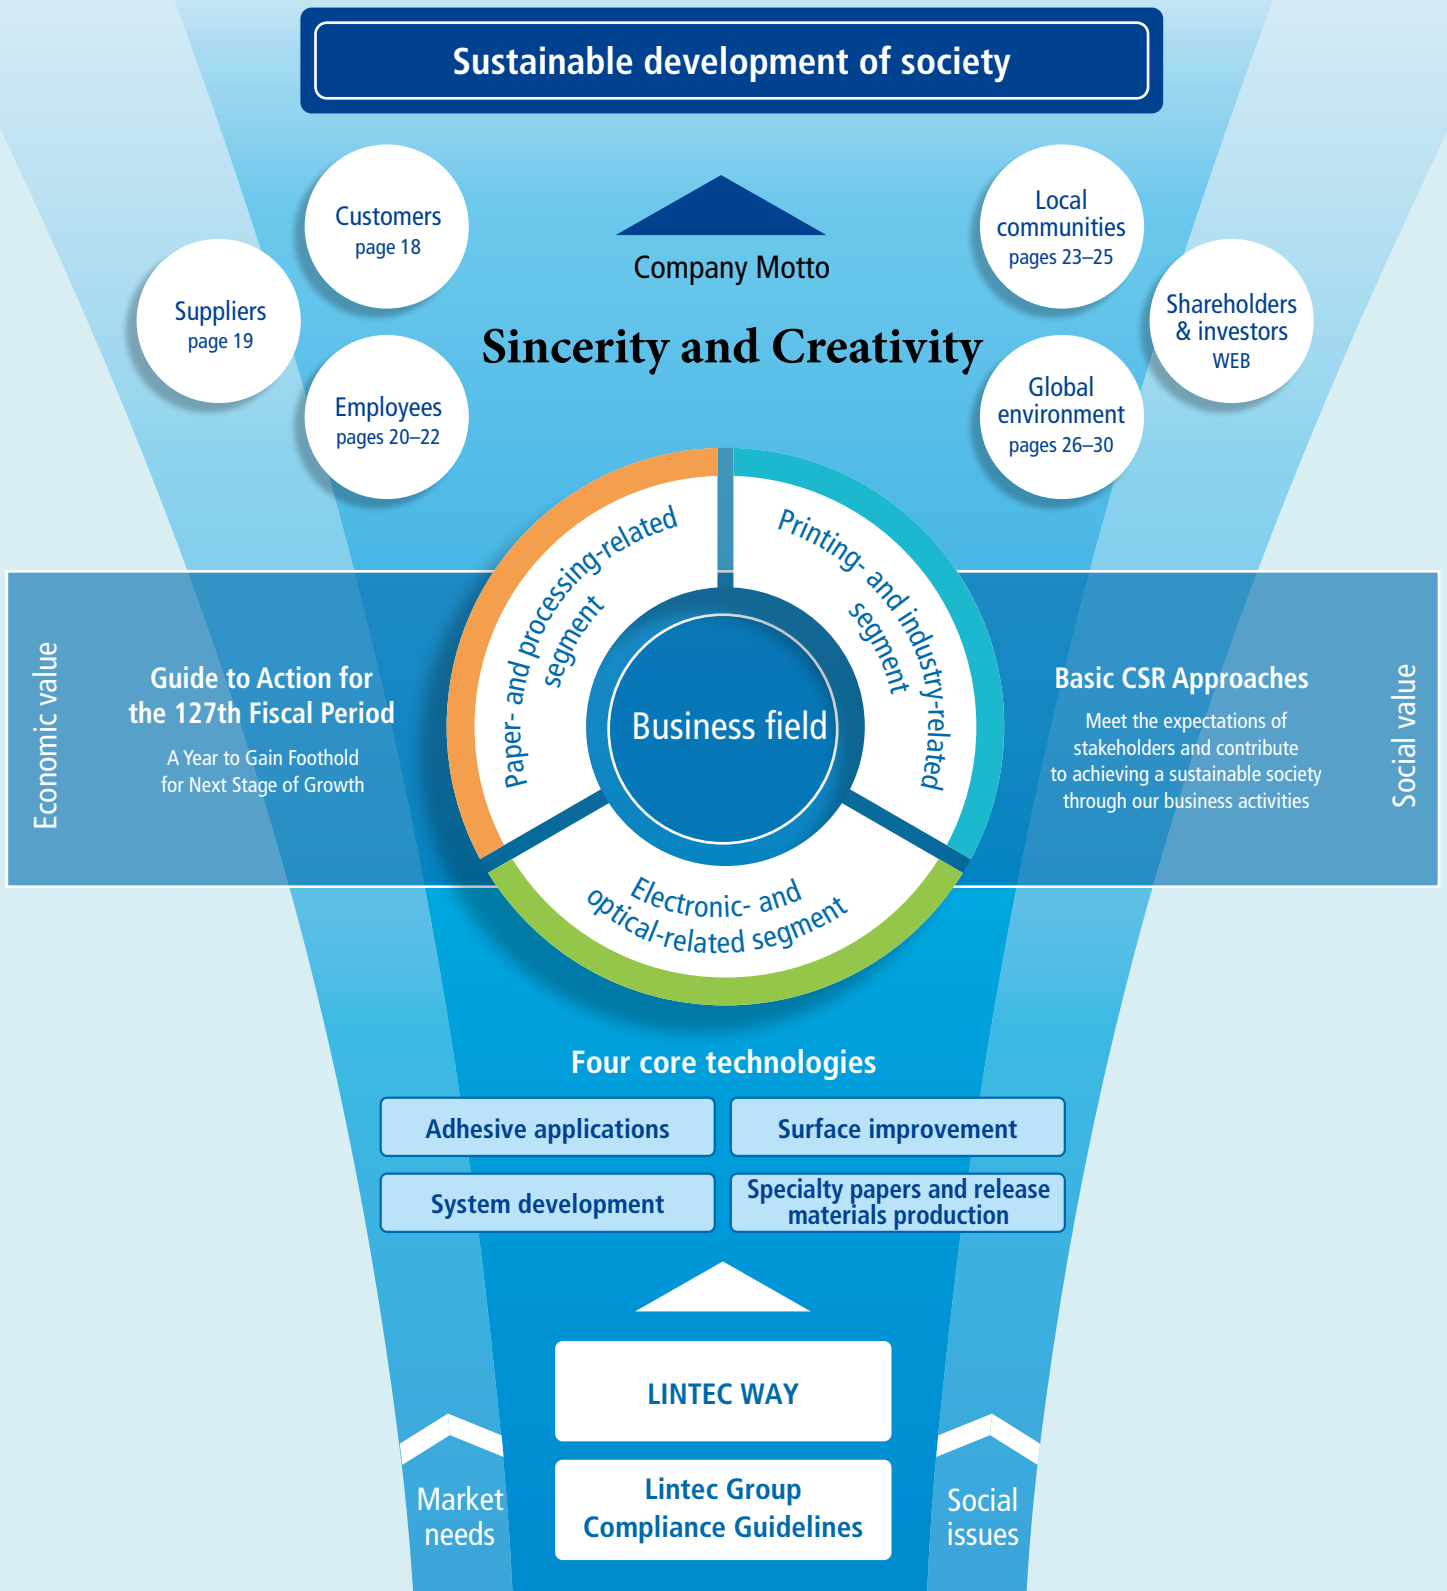 Sustainable development of society
Customers
page 18
Suppliers
page 19
Employees
pages 20–22
Company Motto
Sincerity and Creativity
Local
communities
pages 23–25
Shareholders
& investors
WEB
Global
environment
pages 26–30
Economic value
Guide to Action for
the 127th Fiscal Period
A Year to Gain Foothold
for Next Stage of Growth
Paper- and processing-related
segment
Printing- and industry-related
segment
Business field
Electronic- and
optical-related segment
Basic CSR Approaches
Meet the expectations of
stakeholders and contribute
to achieving a sustainable society
through our business activities
Social value
Four core technologies
Adhesive applications
Surface improvement
System development
Specialty papers and release
materials production
LINTEC WAY
Lintec Group
Compliance Guidelines
Market
needs
Social
issues